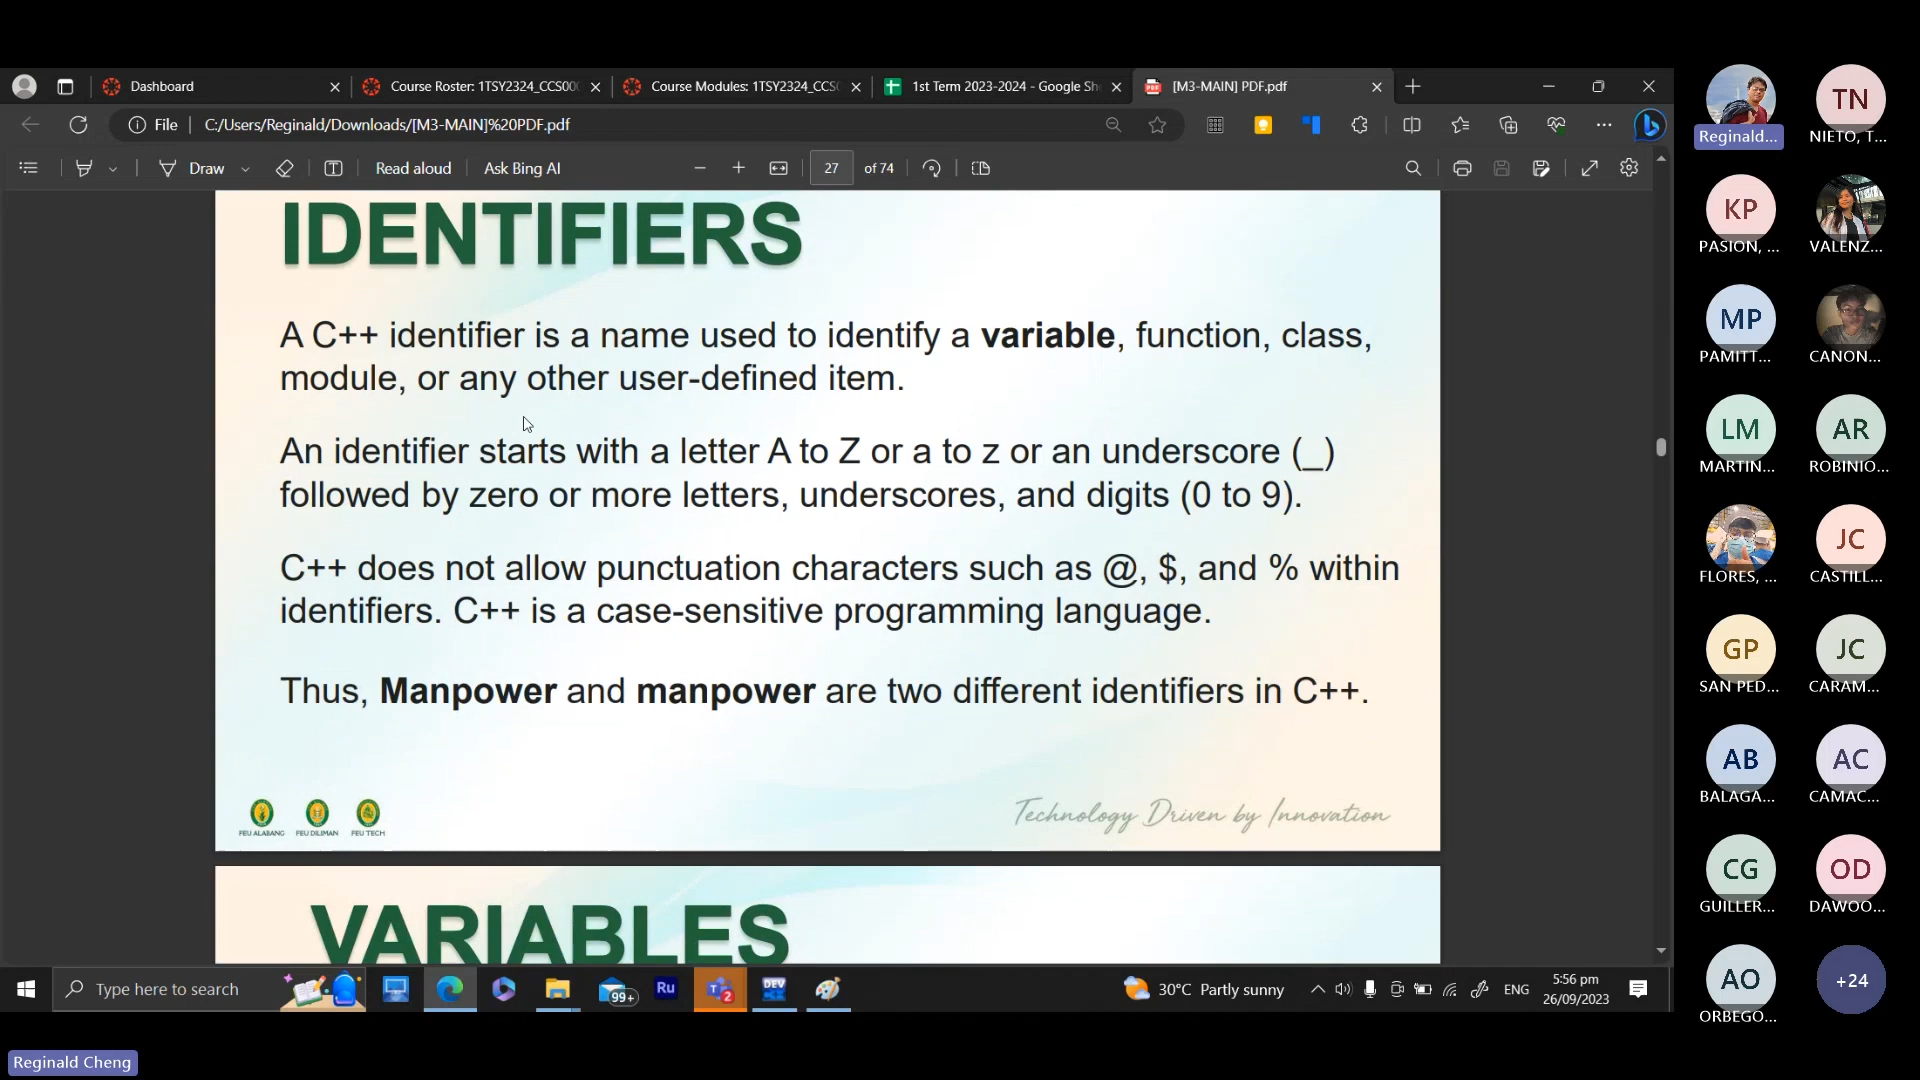 Dashboard
Course Roster: 1TSY2324_CCS00
Course Modules: 1TSY2324_CCS
1st Term 2023-2024 - Google Sh
[M3-MAIN] PDF.pdf
File
C:/Users/Reginald/Downloads/[M3-MAIN]%20PDF.pdf
Draw
Read aloud
Ask Bing AI
27
of 74
IDENTIFIERS
A C++ identifier is a name used to identify a variable, function, class,
module, or any other user-defined item.
An identifier starts with a letter A to Z or a to z or an underscore (_)
followed by zero or more letters, underscores, and digits (0 to 9).
C++ does not allow punctuation characters such as @, $, and % within
identifiers. C++ is a case-sensitive programming language.
Thus, Manpower and manpower are two different identifiers in C++.
FEU ALABANG FEU DILIMAN FEU TECH
Technology Driven by Innovation
VARIABLES
Type here to search
99+
Ru
2
DEV
30°C Partly sunny
ENG
5:56 pm
26/09/2023
Reginald...
TN
NIETO, T...
KP
PASION, ...
VALENZ...
MP
PAMITT...
CANON...
LM
MARTIN...
AR
ROBINIO...
FLORES, ...
JC
CASTILL...
GP
SAN PED...
JC
CARAM...
AB
BALAGA...
AC
CAMAC...
CG
GUILLER...
OD
DAWOO...
AO
ORBEGO...
+24
Reginald Cheng